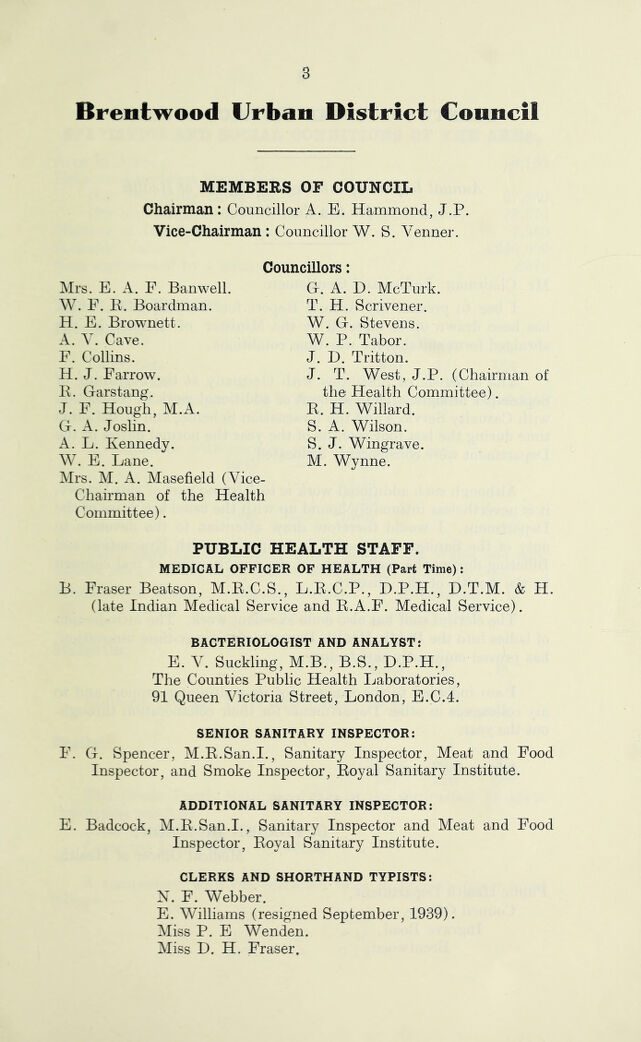 3
Brentwood Urban District Council
MEMBERS OF COUNCIL
Chairman : Councillor A. E. Hammond, J.P.
Vice-Chairman : Councillor W. S. Venner.
Councillors :
Mrs. E. A. F. Banwell.
W. F. R. Boardman.
H. E. Brownett.
A. V. Cave.
F. Collins.
H. J. Farrow.
R. Garstang.
J. F. Hough, M.A.
G. A. Joslin.
A. L. Kennedy.
W. E. Lane.
Mrs. M. A. Masefield (Vice-
Chairman of the Health
Committee).
G. A. D. McTurk.
T. H. Scrivener.
W. G. Stevens.
W. P. Tabor.
J. D. Tritton.
J. T. West, J.P. (Chairman of
the Health Committee).
R. H. Willard.
S. A. Wilson.
S. J. Wingrave.
M. Wynne.
PUBLIC HEALTH STAFF.
MEDICAL OFFICER OF HEALTH (Part Time) :
B. Fraser Beatson, M.R.C.S., L.R.C.P., D.P.H., D.T.M. & H.
(late Indian Medical Service and R.A.F. Medical Service).
BACTERIOLOGIST AND ANALYST:
E. V. Suckling, M.B., B.S., D.P.H.,
The Counties Public Health Laboratories,
91 Queen Victoria Street, London, E.C.4.
SENIOR SANITARY INSPECTOR:
F. G. Spencer, M.R.San.I., Sanitary Inspector, Meat and Food
Inspector, and Smoke Inspector, Royal Sanitary Institute.
ADDITIONAL SANITARY INSPECTOR:
E. Badcock, M.R.San.I., Sanitary Inspector and Meat and Food
Inspector, Royal Sanitary Institute.
CLERKS AND SHORTHAND TYPISTS:
N. F. Webber.
E. Williams (resigned September, 1939).
Miss P. E Wenden.
Miss D. H. Fraser.